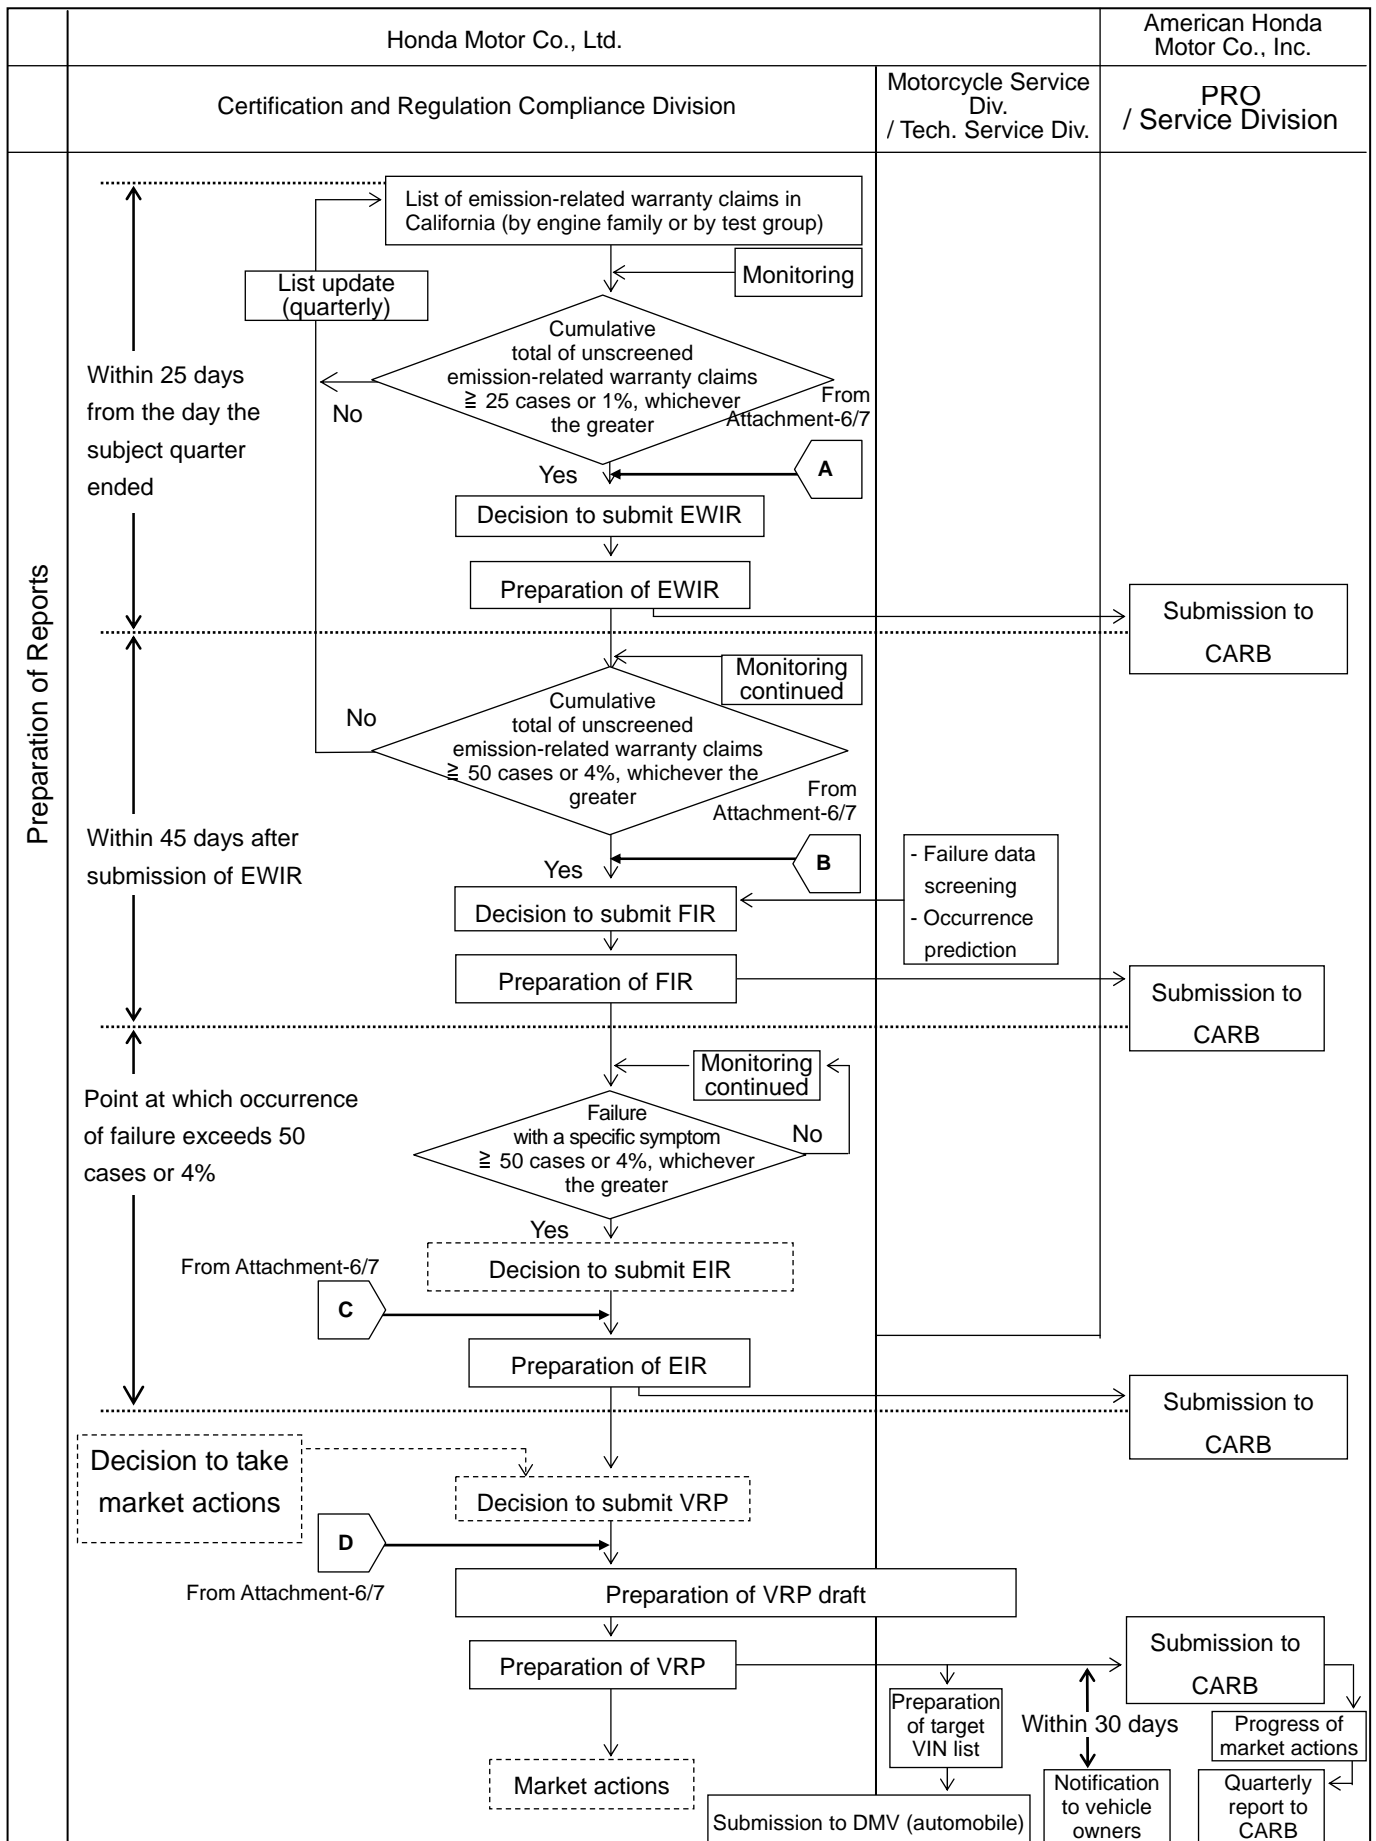 Honda Motor Co., Ltd.
American Honda
Motor Co., Inc.
Certification and Regulation Compliance Division
Motorcycle Service
Div.
/ Tech. Service Div.
PRO
/ Service Division
Preparation of Reports
List of emission-related warranty claims in
California (by engine family or by test group)
Monitoring
List update
(quarterly)
Within 25 days
from the day the
subject quarter
ended
Cumulative
total of unscreened
emission-related warranty claims
≧ 25 cases or 1%, whichever
the greater
No
From
Attachment-6/7
Yes
A
Decision to submit EWIR
Preparation of EWIR
Submission to
CARB
Monitoring
continued
No
Cumulative
total of unscreened
emission-related warranty claims
≧ 50 cases or 4%, whichever the
greater
From
Attachment-6/7
Within 45 days after
submission of EWIR
Yes
B
- Failure data
screening
- Occurrence
prediction
Decision to submit FIR
Preparation of FIR
Submission to
CARB
Monitoring
continued
Point at which occurrence
of failure exceeds 50
cases or 4%
Failure
with a specific symptom
≧ 50 cases or 4%, whichever
the greater
No
Yes
From Attachment-6/7
Decision to submit EIR
C
Preparation of EIR
Submission to
CARB
Decision to take
market actions
Decision to submit VRP
D
From Attachment-6/7
Preparation of VRP draft
Preparation of VRP
Submission to
CARB
Preparation
of target
VIN list
Within 30 days
Progress of
market actions
Market actions
Submission to DMV (automobile)
Notification
to vehicle
owners
Quarterly
report to
CARB